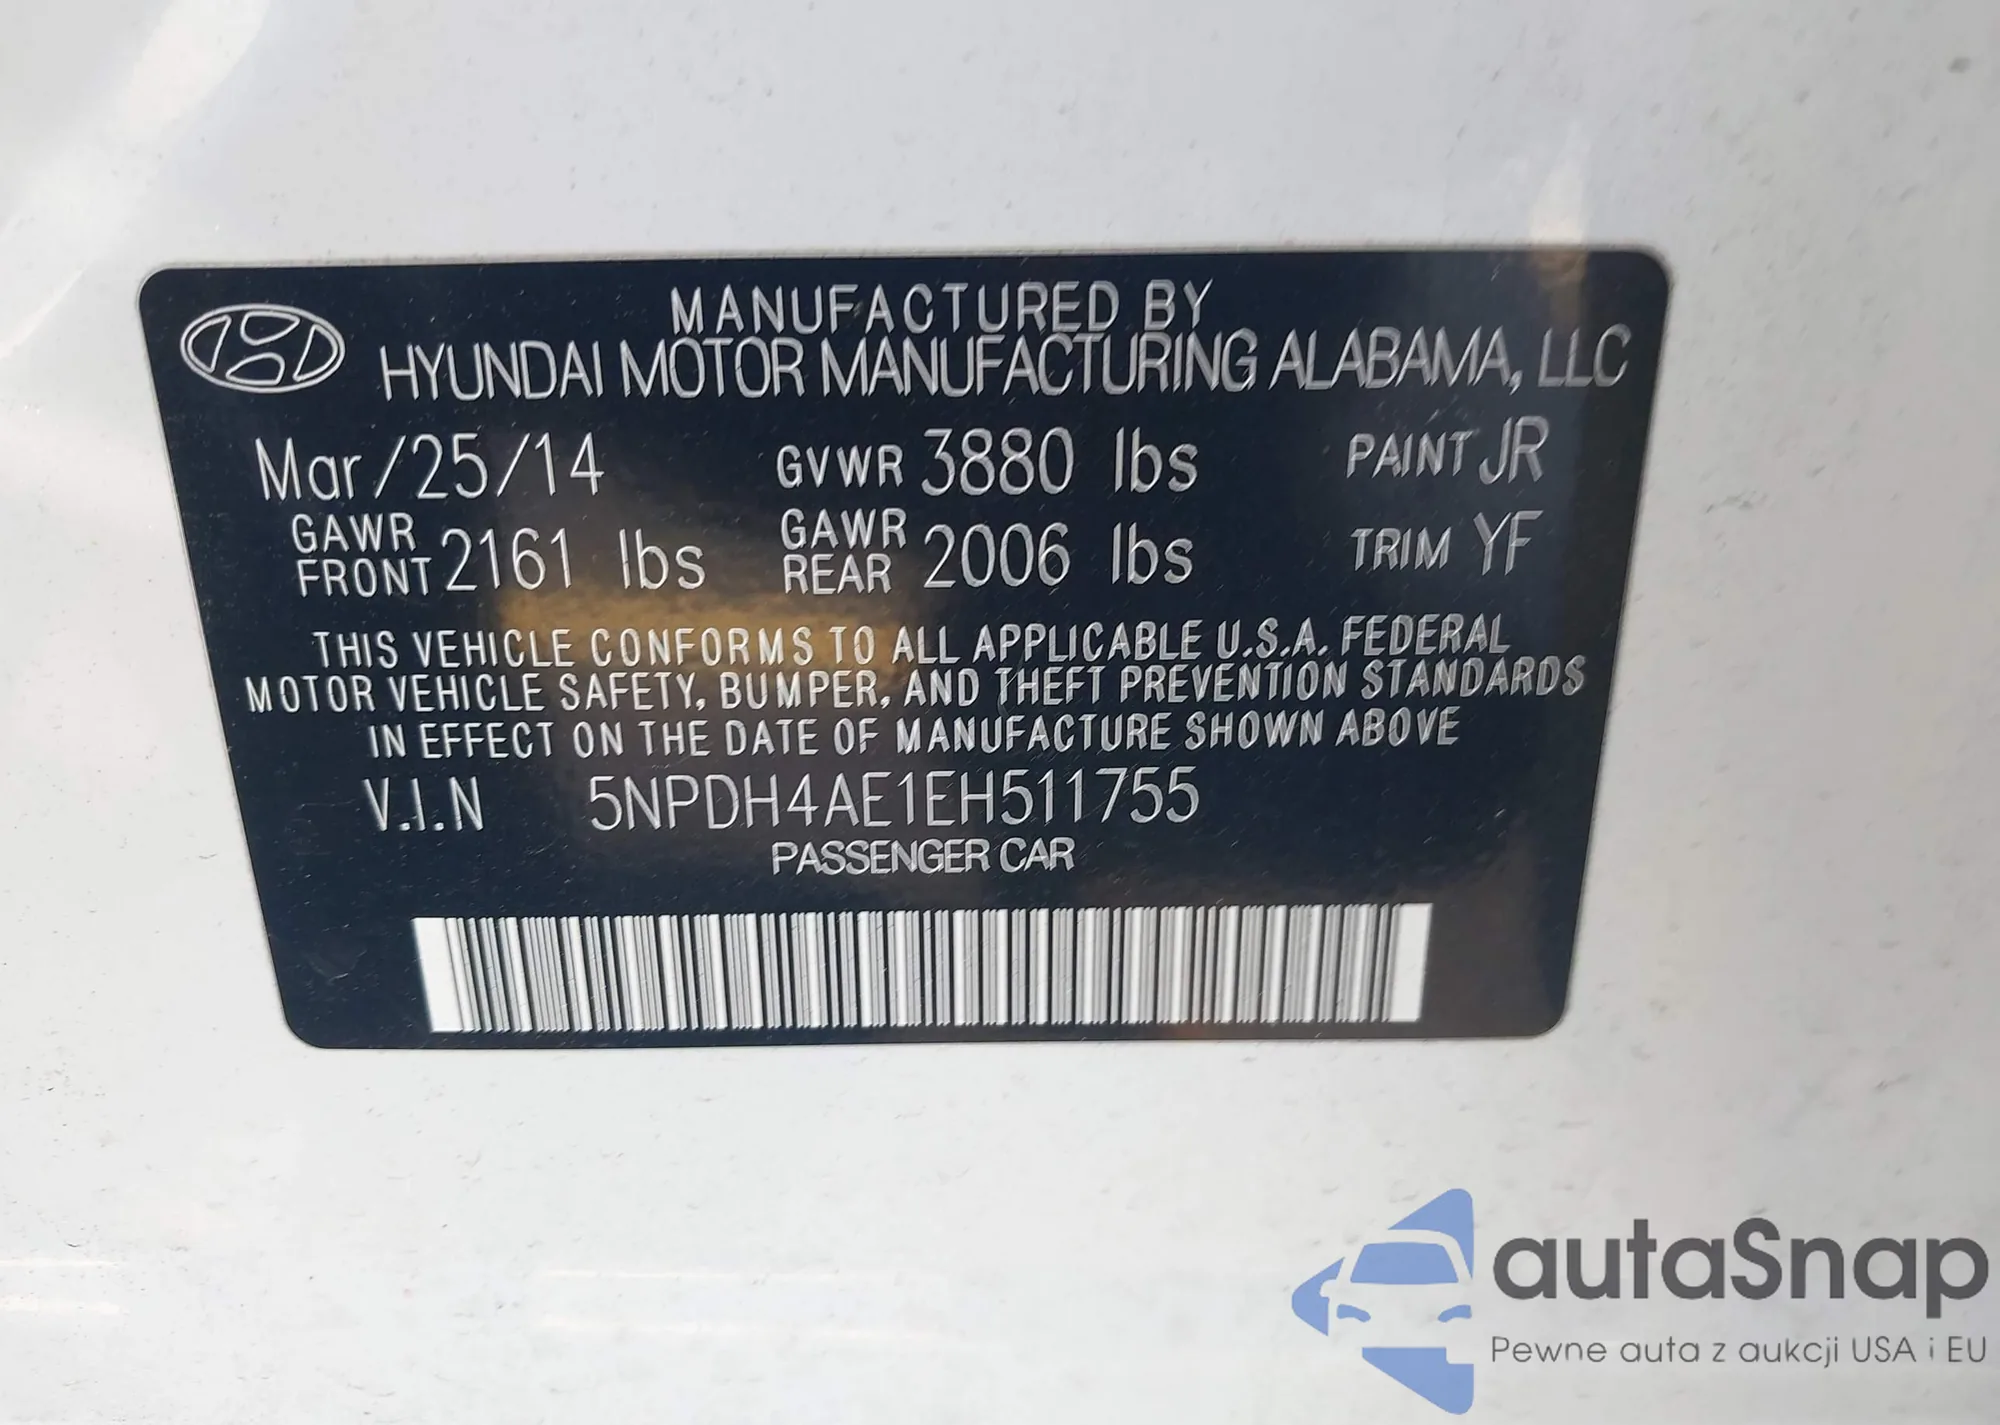 MANUFACTURED BY
HYUNDAI MOTOR MANUFACTURING ALABAMA, LLC
Mar/25/14 GVWR 3880 lbs PAINT JR
GAWR FRONT 2161 lbs GAWR REAR 2006 lbs TRIM YF
THIS VEHICLE CONFORMS TO ALL APPLICABLE U.S.A. FEDERAL
MOTOR VEHICLE SAFETY, BUMPER, AND THEFT PREVENTION STANDARDS
IN EFFECT ON THE DATE OF MANUFACTURE SHOWN ABOVE
V.I.N 5NPDH4AE1EH511755
PASSENGER CAR
autaSnap
Pewne auta z aukcji USA i EU